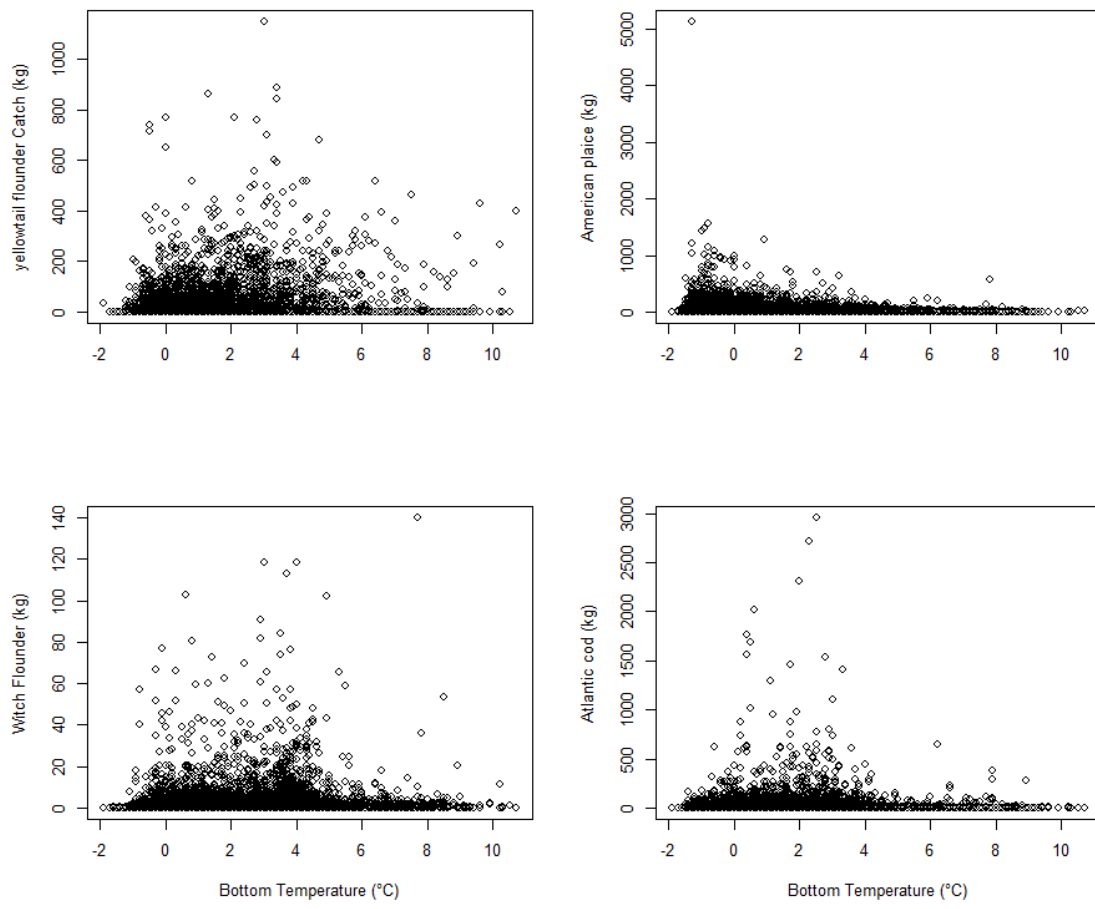 yellowtail flounder Catch (kg)
0 200 400 600 800 1000
-2 0 2 4 6 8 10
American plaice (kg)
0 1000 2000 3000 4000 5000
-2 0 2 4 6 8 10
Witch Flounder (kg)
0 20 40 60 80 100 120 140
-2 0 2 4 6 8 10
Bottom Temperature (°C)
Atlantic cod (kg)
0 500 1000 1500 2000 2500 3000
-2 0 2 4 6 8 10
Bottom Temperature (°C)